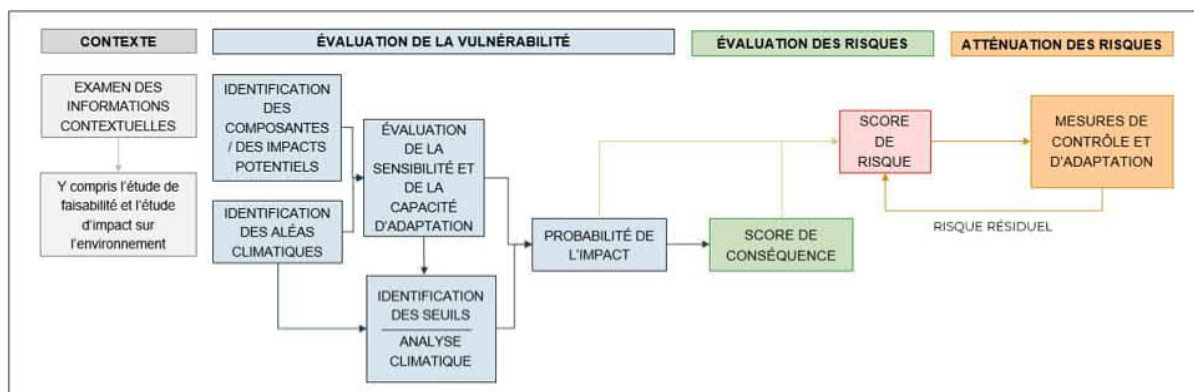 CONTEXTE
ÉVALUATION DE LA VULNÉRABILITÉ
ÉVALUATION DES RISQUES
ATTÉNUATION DES RISQUES
EXAMEN DES
INFORMATIONS
CONTEXTUELLES
Y compris l'étude de
faisabilité et l'étude
d'impact sur
l'environnement
IDENTIFICATION
DES
COMPOSANTES
/ DES IMPACTS
POTENTIELS
IDENTIFICATION
DES ALÉAS
CLIMATIQUES
ÉVALUATION
DE LA
SENSIBILITÉ ET
DE LA
CAPACITÉ
D'ADAPTATION
IDENTIFICATION
DES SEUILS
ANALYSE
CLIMATIQUE
PROBABILITÉ DE
L'IMPACT
SCORE DE
CONSÉQUENCE
SCORE
DE
RISQUE
MESURES DE
CONTRÔLE ET
D'ADAPTATION
RISQUE RÉSIDUEL